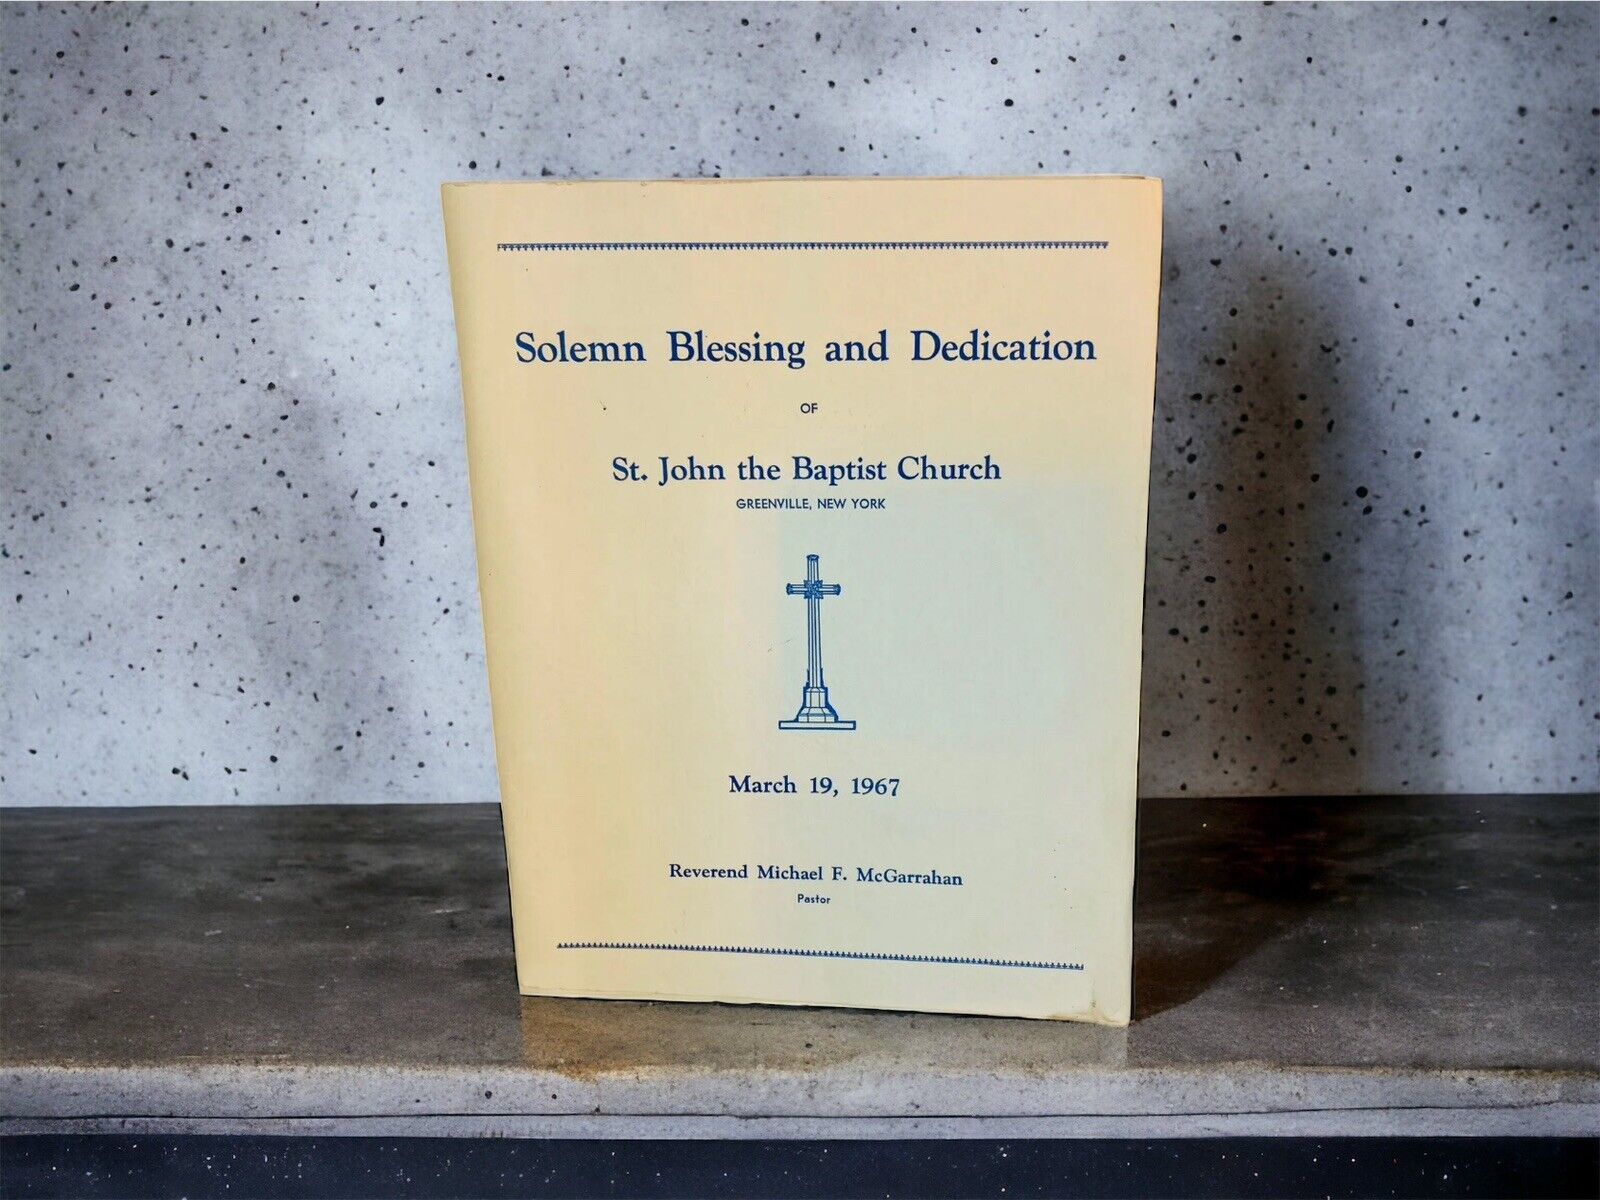 Solemn Blessing and Dedication
OF
St. John the Baptist Church
GREENVILLE, NEW YORK
March 19, 1967
Reverend Michael F. McGarrahan
Pastor